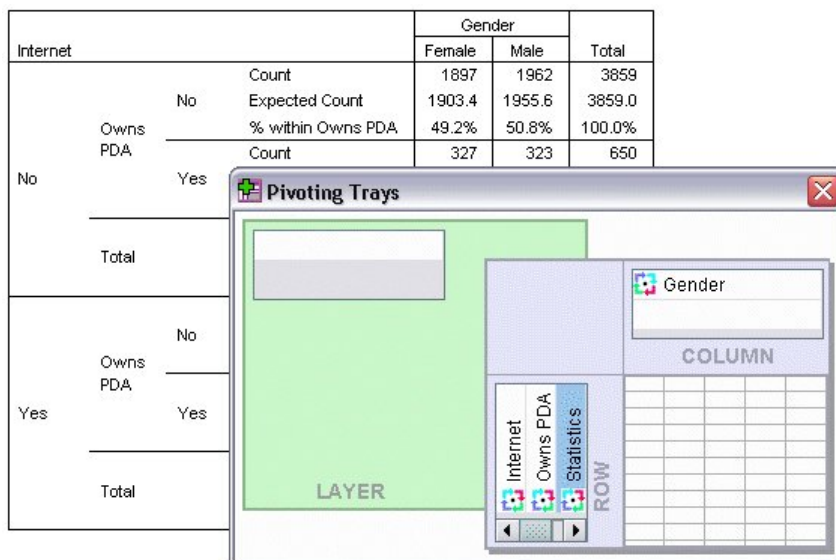 Gender
Internet Female Male Total
Count 1897 1962 3859
No Expected Count 1903.4 1955.6 3859.0
Owns PDA % within Owns PDA 49.2% 50.8% 100.0%
Count 327 323 650
No Yes
Total
No
Owns PDA
Yes Yes
Total
Pivoting Trays
Gender
COLUMN
Internet
Owns PDA
Statistics
ROW
LAYER